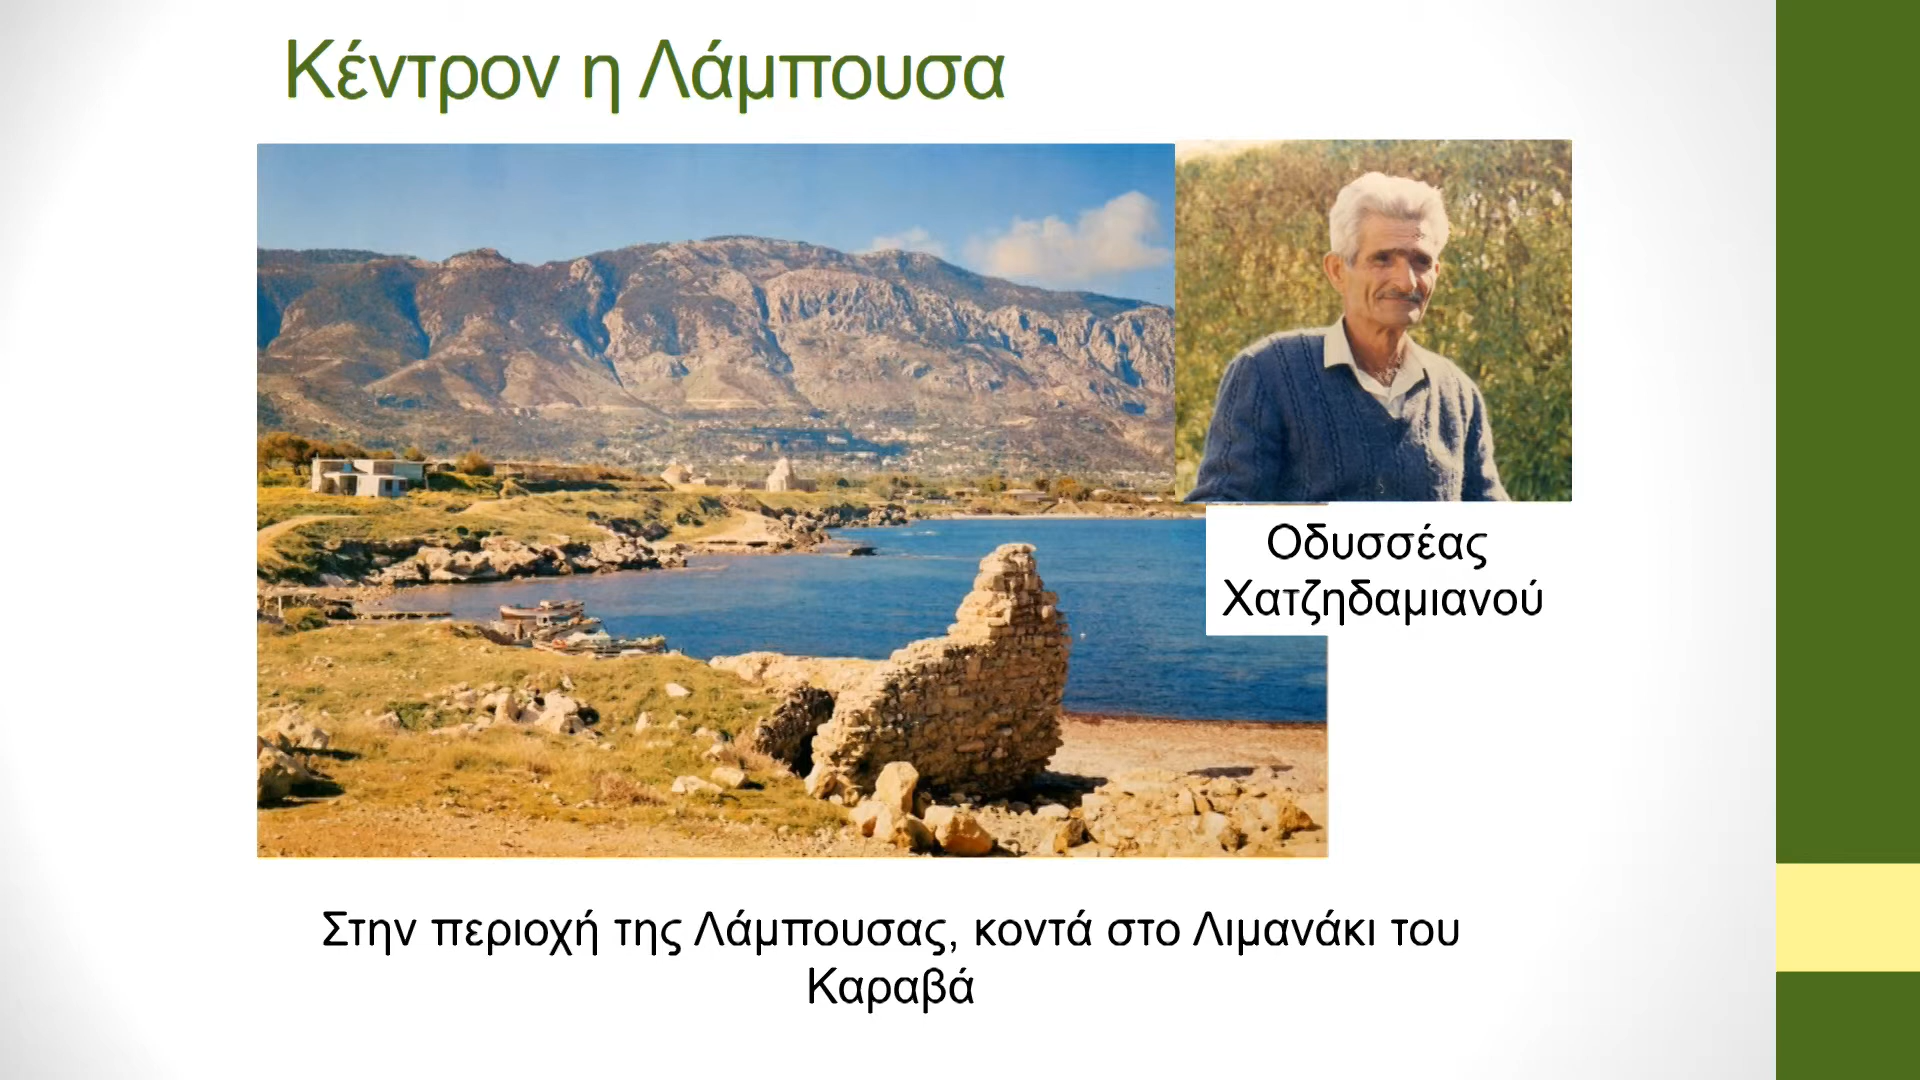 Κέντρον η Λάμπουσα
Οδυσσέας
Χατζηδαμιανού
Στην περιοχή της Λάμπουσας, κοντά στο Λιμανάκι του
Καραβά